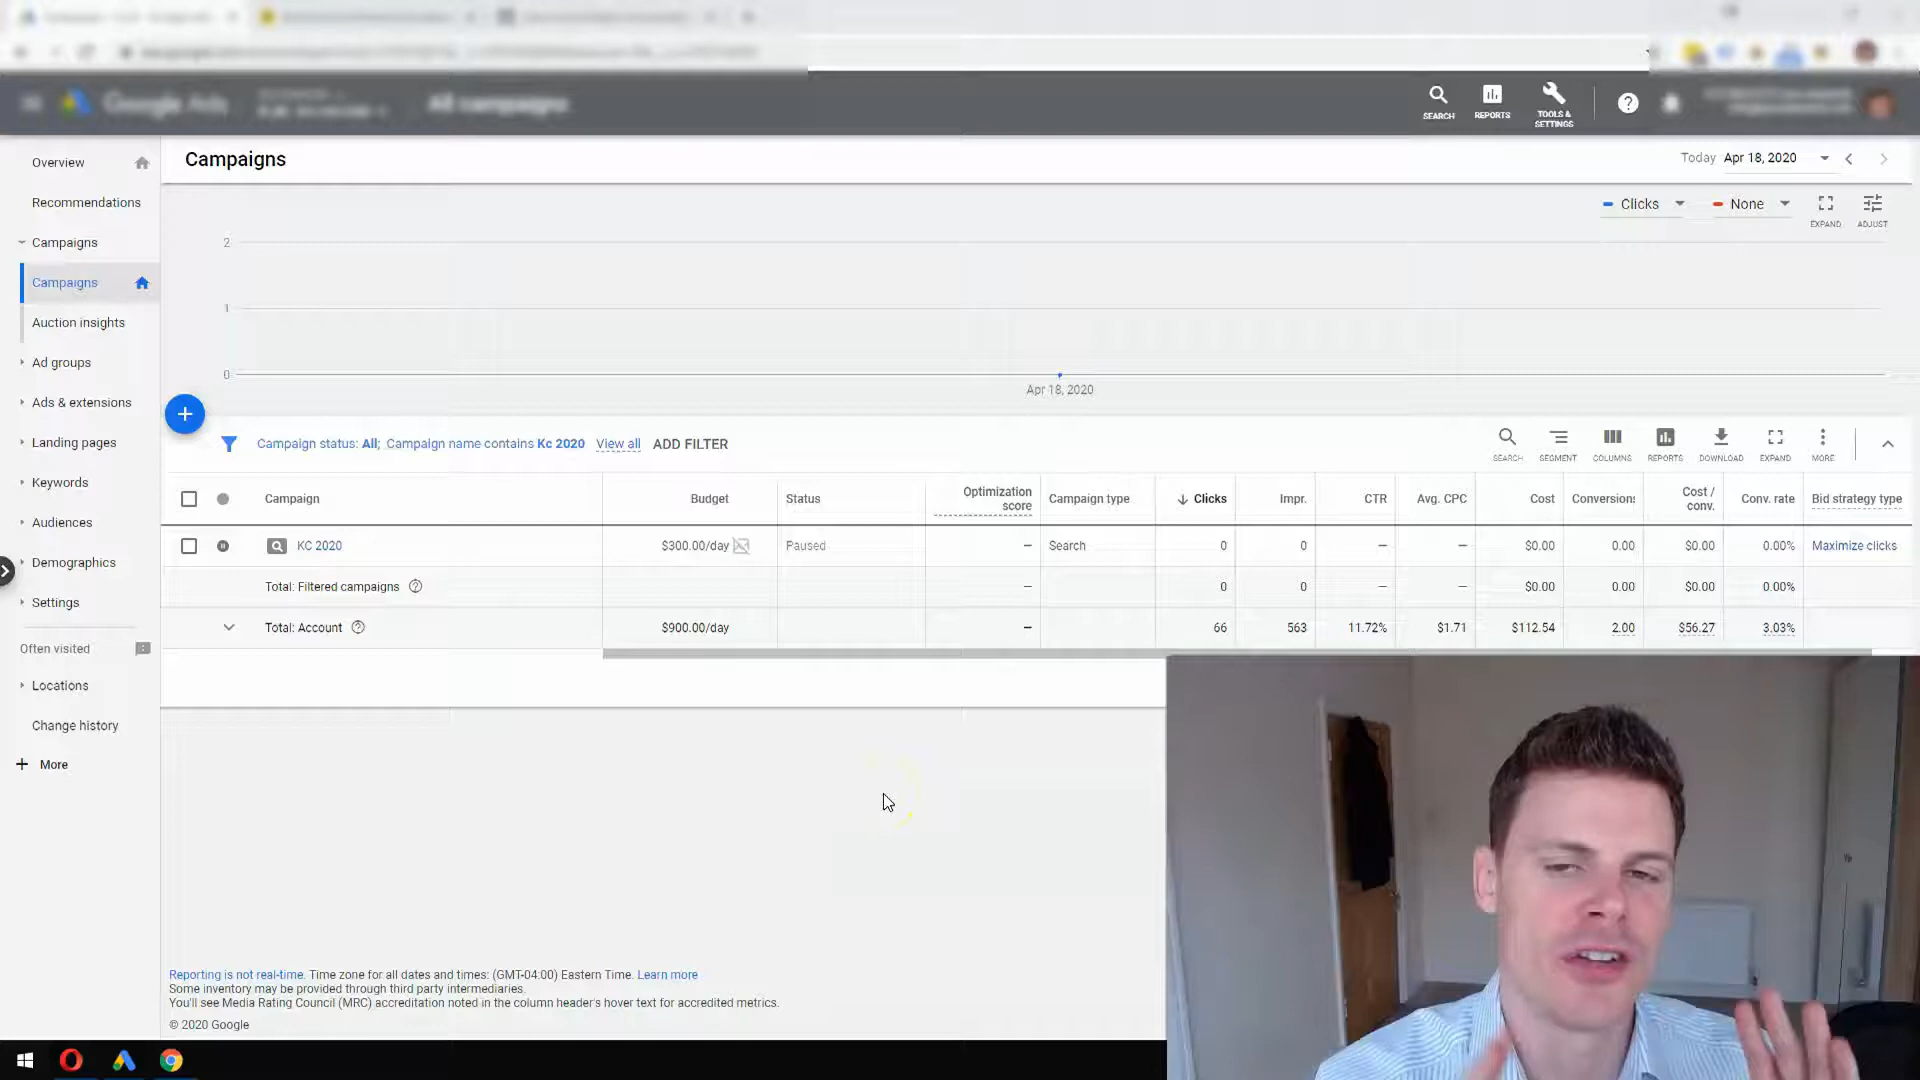 Google Ads
All campaigns
SEARCH
REPORTS
TOOLS &
SETTINGS
Overview
Recommendations
Campaigns
Campaigns
Auction insights
Ad groups
Ads & extensions
Landing pages
Keywords
Audiences
Demographics
Settings
Often visited
Locations
Change history
More
Campaigns
Today Apr 18, 2020
Clicks
None
EXPAND
ADJUST
2
1
0
Apr 18, 2020
Campaign status: All; Campaign name contains Kc 2020 View all ADD FILTER
SEARCH SEGMENT COLUMNS REPORTS DOWNLOAD EXPAND MORE
Campaign Budget Status Optimization score Campaign type Clicks Impr. CTR Avg. CPC Cost Conversions Cost / conv. Conv. rate Bid strategy type
KC 2020 $300.00/day Paused – Search 0 0 – – $0.00 0.00 $0.00 0.00% Maximize clicks
Total: Filtered campaigns – 0 0 – – $0.00 0.00 $0.00 0.00%
Total: Account $900.00/day – 66 563 11.72% $1.71 $112.54 2.00 $56.27 3.03%
Reporting is not real-time. Time zone for all dates and times: (GMT-04:00) Eastern Time. Learn more
Some inventory may be provided through third party intermediaries.
You'll see Media Rating Council (MRC) accreditation noted in the column header's hover text for accredited metrics.
© 2020 Google